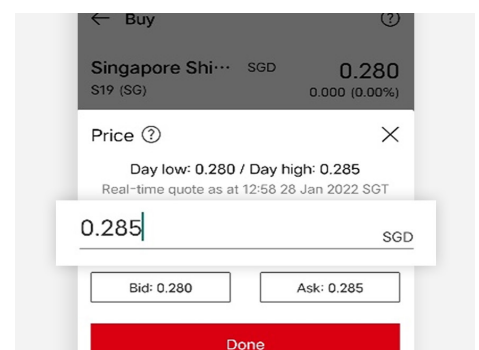 ← Buy
Singapore Shi··· SGD 0.280
S19 (SG) 0.000 (0.00%)
Price
Day low: 0.280 / Day high: 0.285
Real-time quote as at 12:58 28 Jan 2022 SGT
0.285 SGD
Bid: 0.280 Ask: 0.285
Done